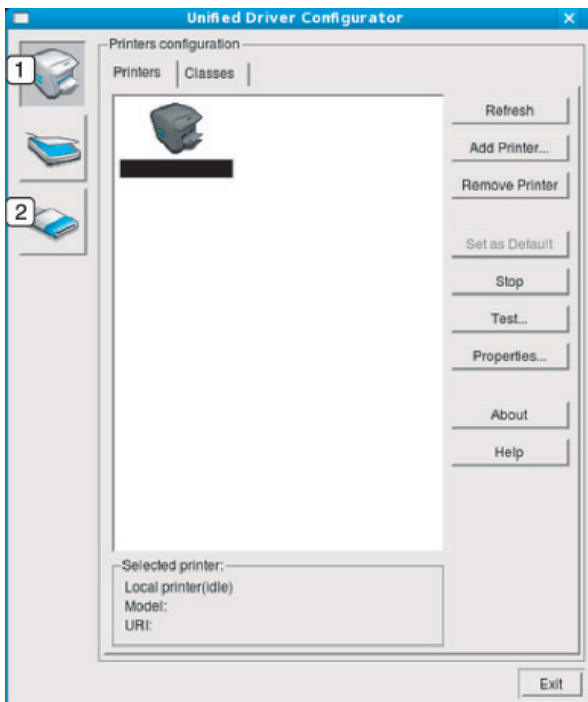 Unified Driver Configurator
Printers configuration
1
Printers
Classes
Refresh
Add Printer...
Remove Printer
2
Set as Default
Stop
Test...
Properties...
About
Help
Selected printer:
Local printer(idle)
Model:
URI:
Exit